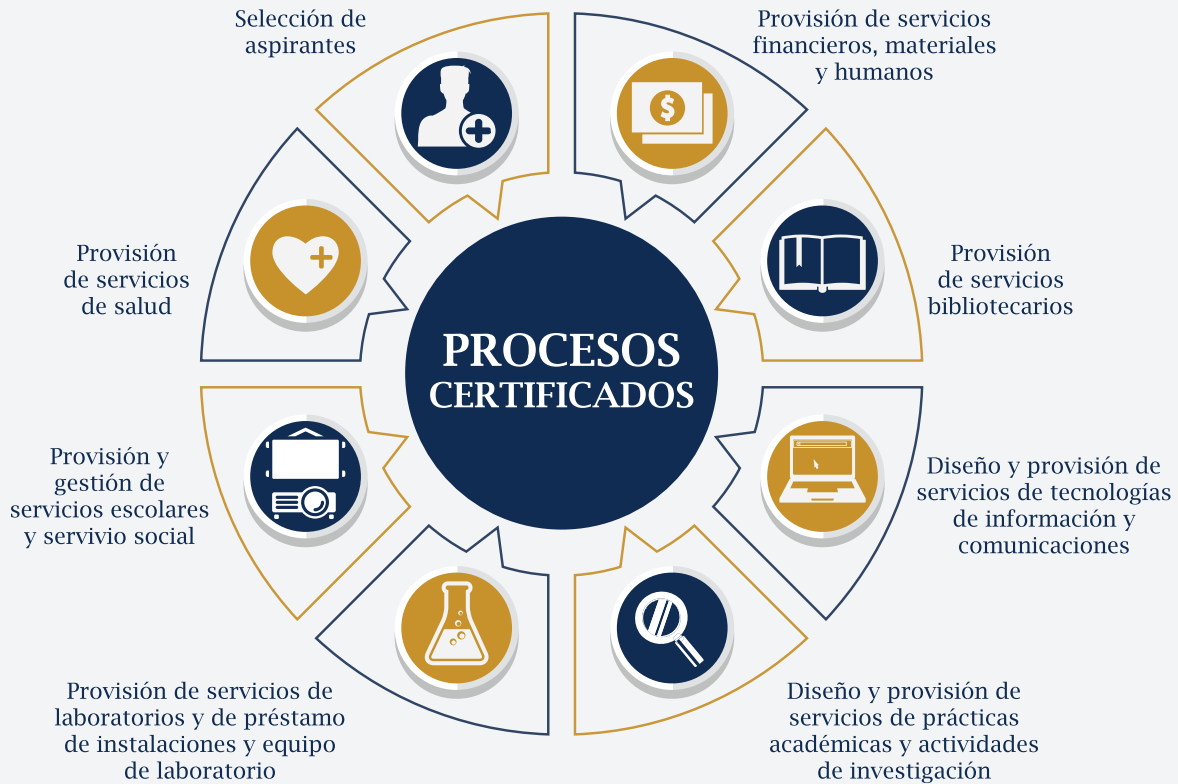 Selección de
aspirantes
Provisión de servicios
financieros, materiales
y humanos
Provisión
de servicios
de salud
Provisión
de servicios
bibliotecarios
PROCESOS
CERTIFICADOS
Provisión y
gestión de
servicios escolares
y servivio social
Diseño y provisión de
servicios de tecnologías
de información y
comunicaciones
Provisión de servicios de
laboratorios y de préstamo
de instalaciones y equipo
de laboratorio
Diseño y provisión de
servicios de prácticas
académicas y actividades
de investigación
$